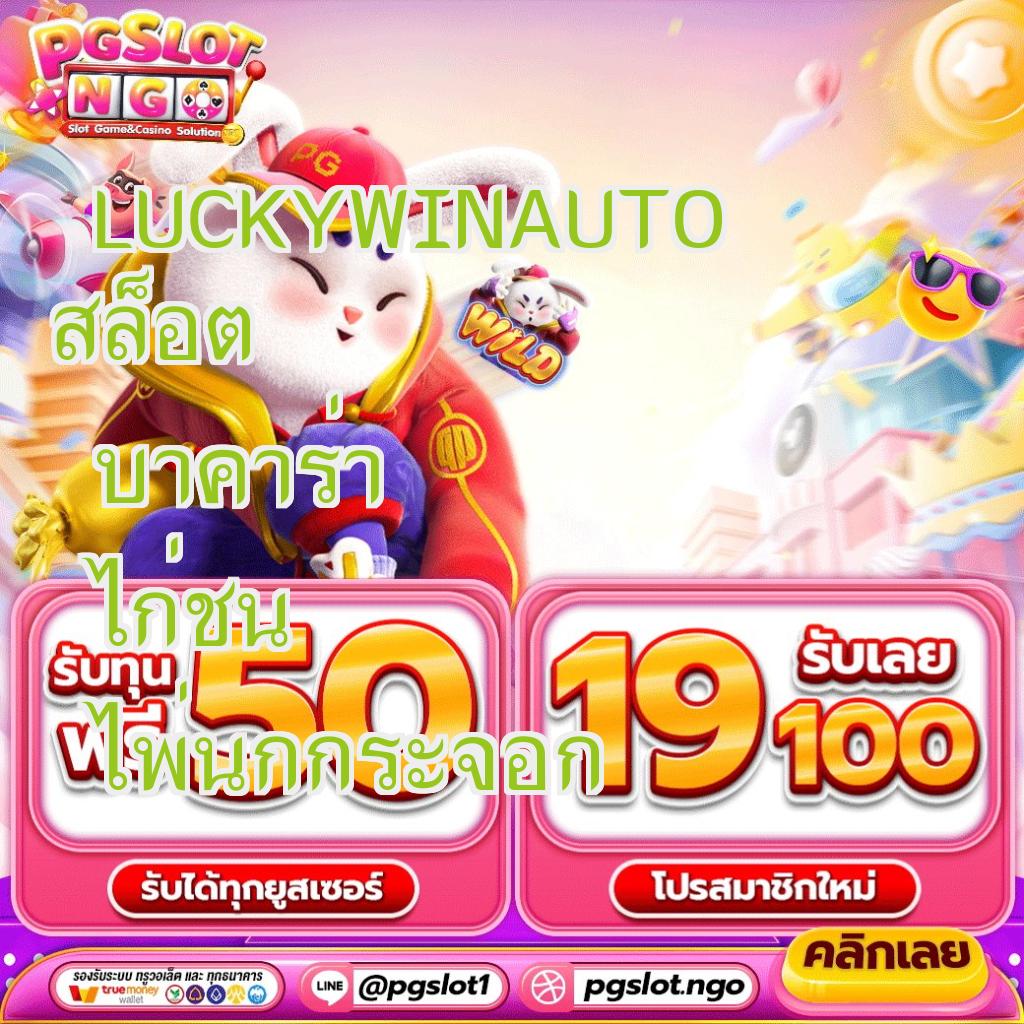 PGSLOT
NGO
Slot Game&Casino Solution
PG
LUCKYWINAUTO
สล็อต
WILD
บาคาร่า
ไก่ชน
รับทุน
ฟรี
50
ไพ่นกกระจอก
19
รับเลย
100
รับได้ทุกยูสเซอร์
โปรสมาชิกใหม่
คลิกเลย
รองรับระบบ ทรูวอเล็ต และ ทุกธนาคาร
truemoney
wallet
LINE
@pgslot1
pgslot.ngo